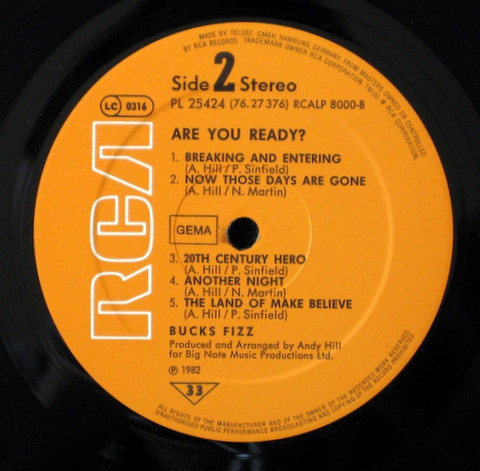 MADE BY TELDEC GMBH HAMBURG, GERMANY, FROM MASTERS OWNED OR CONTROLLED
BY RCA RECORDS TRADEMARK OWNER RCA CORPORATION. TM(S) ® RCA CORPORATION
Side 2 Stereo
LC 0316
PL 25424 (76.27376) RCALP 8000-B
RCA
ARE YOU READY?
1. BREAKING AND ENTERING
(A. Hill/P. Sinfield)
2. NOW THOSE DAYS ARE GONE
(A. Hill/N. Martin)
GEMA
3. 20TH CENTURY HERO
(A. Hill/P. Sinfield)
4. ANOTHER NIGHT
(A. Hill/N. Martin)
5. THE LAND OF MAKE BELIEVE
(A. Hill/P. Sinfield)
BUCKS FIZZ
Produced and Arranged by Andy Hill
for Big Note Music Productions Ltd.
℗ 1982
33
ALL RIGHTS OF THE MANUFACTURER AND OF THE OWNER OF THE RECORDED WORK RESERVED
UNAUTHORISED PUBLIC PERFORMANCE BROADCASTING AND COPYING OF THE RECORD PROHIBITED